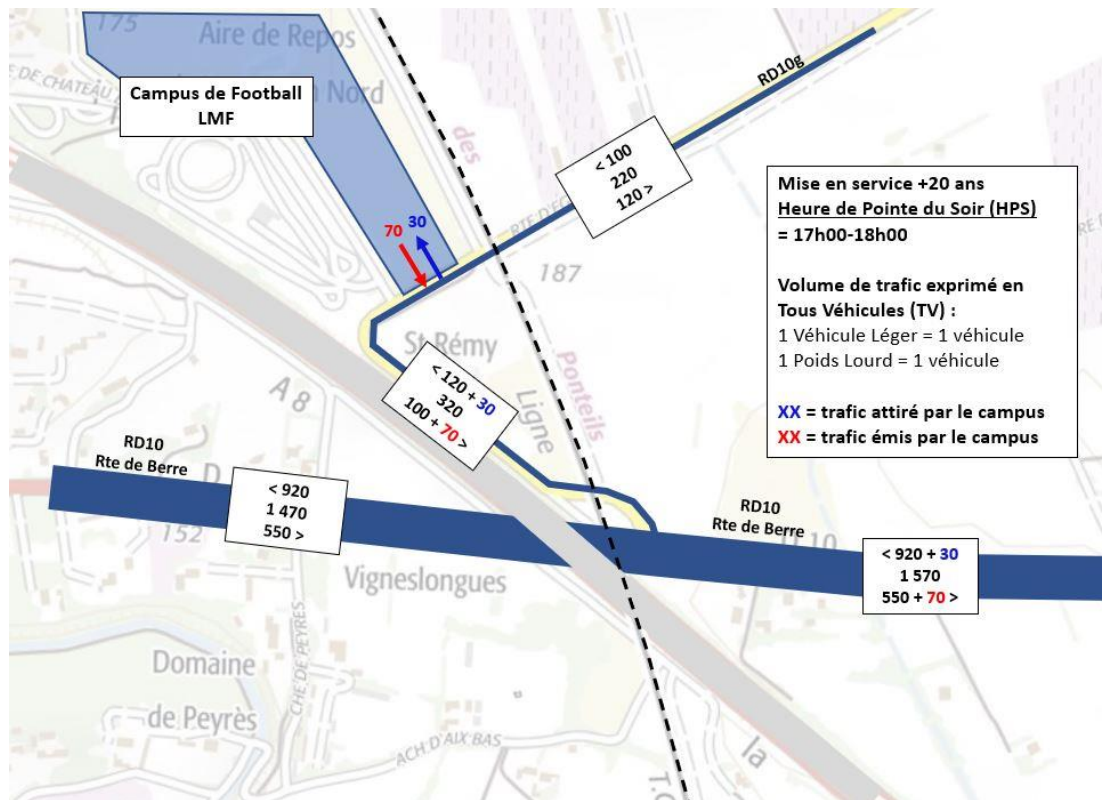 175
Aire de Repos
Nord
E DE CHATEAU
Campus de Football
LMF
des
RD10g
< 100
220
120 >
RTE D'
70
30
187
Mise en service +20 ans
Heure de Pointe du Soir (HPS)
= 17h00-18h00
Volume de trafic exprimé en
Tous Véhicules (TV) :
1 Véhicule Léger = 1 véhicule
1 Poids Lourd = 1 véhicule
XX = trafic attiré par le campus
XX = trafic émis par le campus
St Rémy
Ponteils
Ligne
A 8
< 120 + 30
320
100 + 70 >
RD10
Rte de Berre
D
< 920
1 470
550 >
152
RD10
Rte de Berre
10
< 920 + 30
1 570
550 + 70 >
Vigneslongues
CHE DE PEYRES
Domaine
de Peyrès
ACH D'AIX BAS
la